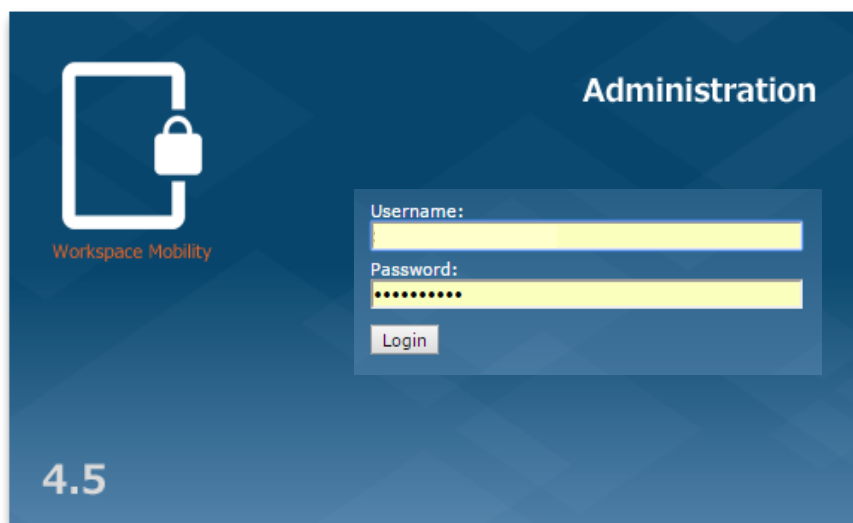 Administration
Workspace Mobility
Username:
Password:
••••••••••
Login
4.5